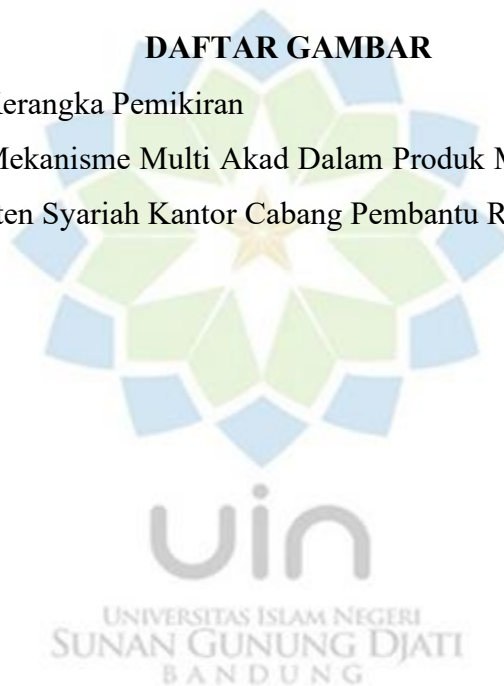 DAFTAR GAMBAR
Kerangka Pemikiran
Mekanisme Multi Akad Dalam Produk
Syariah Kantor Cabang Pembantu
uin
UNIVERSITAS ISLAM NEGERI
SUNAN GUNUNG DJATI
BANDUNG